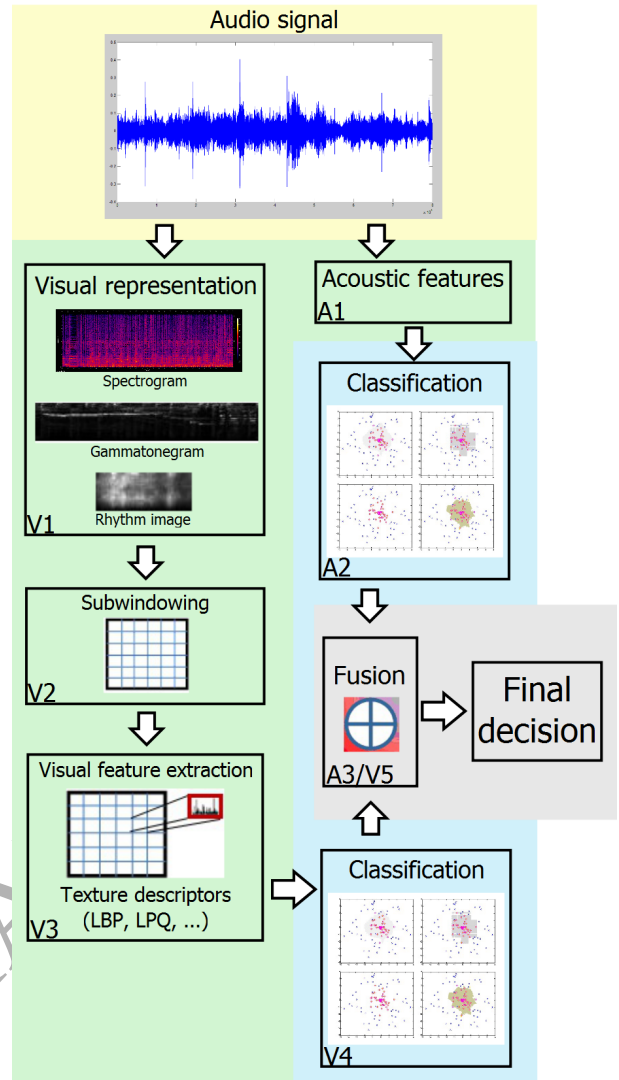 Audio signal
Visual representation
Spectrogram
Gammatonegram
Rhythm image
V1
Acoustic features
A1
Classification
A2
Subwindowing
V2
Fusion
A3/V5
Final
decision
Visual feature extraction
Texture descriptors
(LBP, LPQ, ...)
V3
Classification
V4